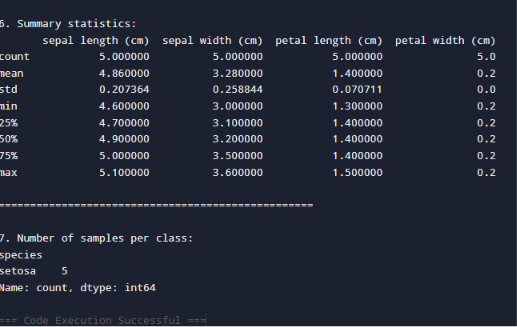 6. Summary statistics:
sepal length (cm) sepal width (cm) petal length (cm) petal width (cm)
count 5.000000 5.000000 5.000000 5.0
mean 4.860000 3.280000 1.400000 0.2
std 0.207364 0.258844 0.070711 0.0
min 4.600000 3.000000 1.300000 0.2
25% 4.700000 3.100000 1.400000 0.2
50% 4.900000 3.200000 1.400000 0.2
75% 5.000000 3.500000 1.400000 0.2
max 5.100000 3.600000 1.500000 0.2
==================================================
7. Number of samples per class:
species
setosa 5
Name: count, dtype: int64
=== Code Execution Successful ===